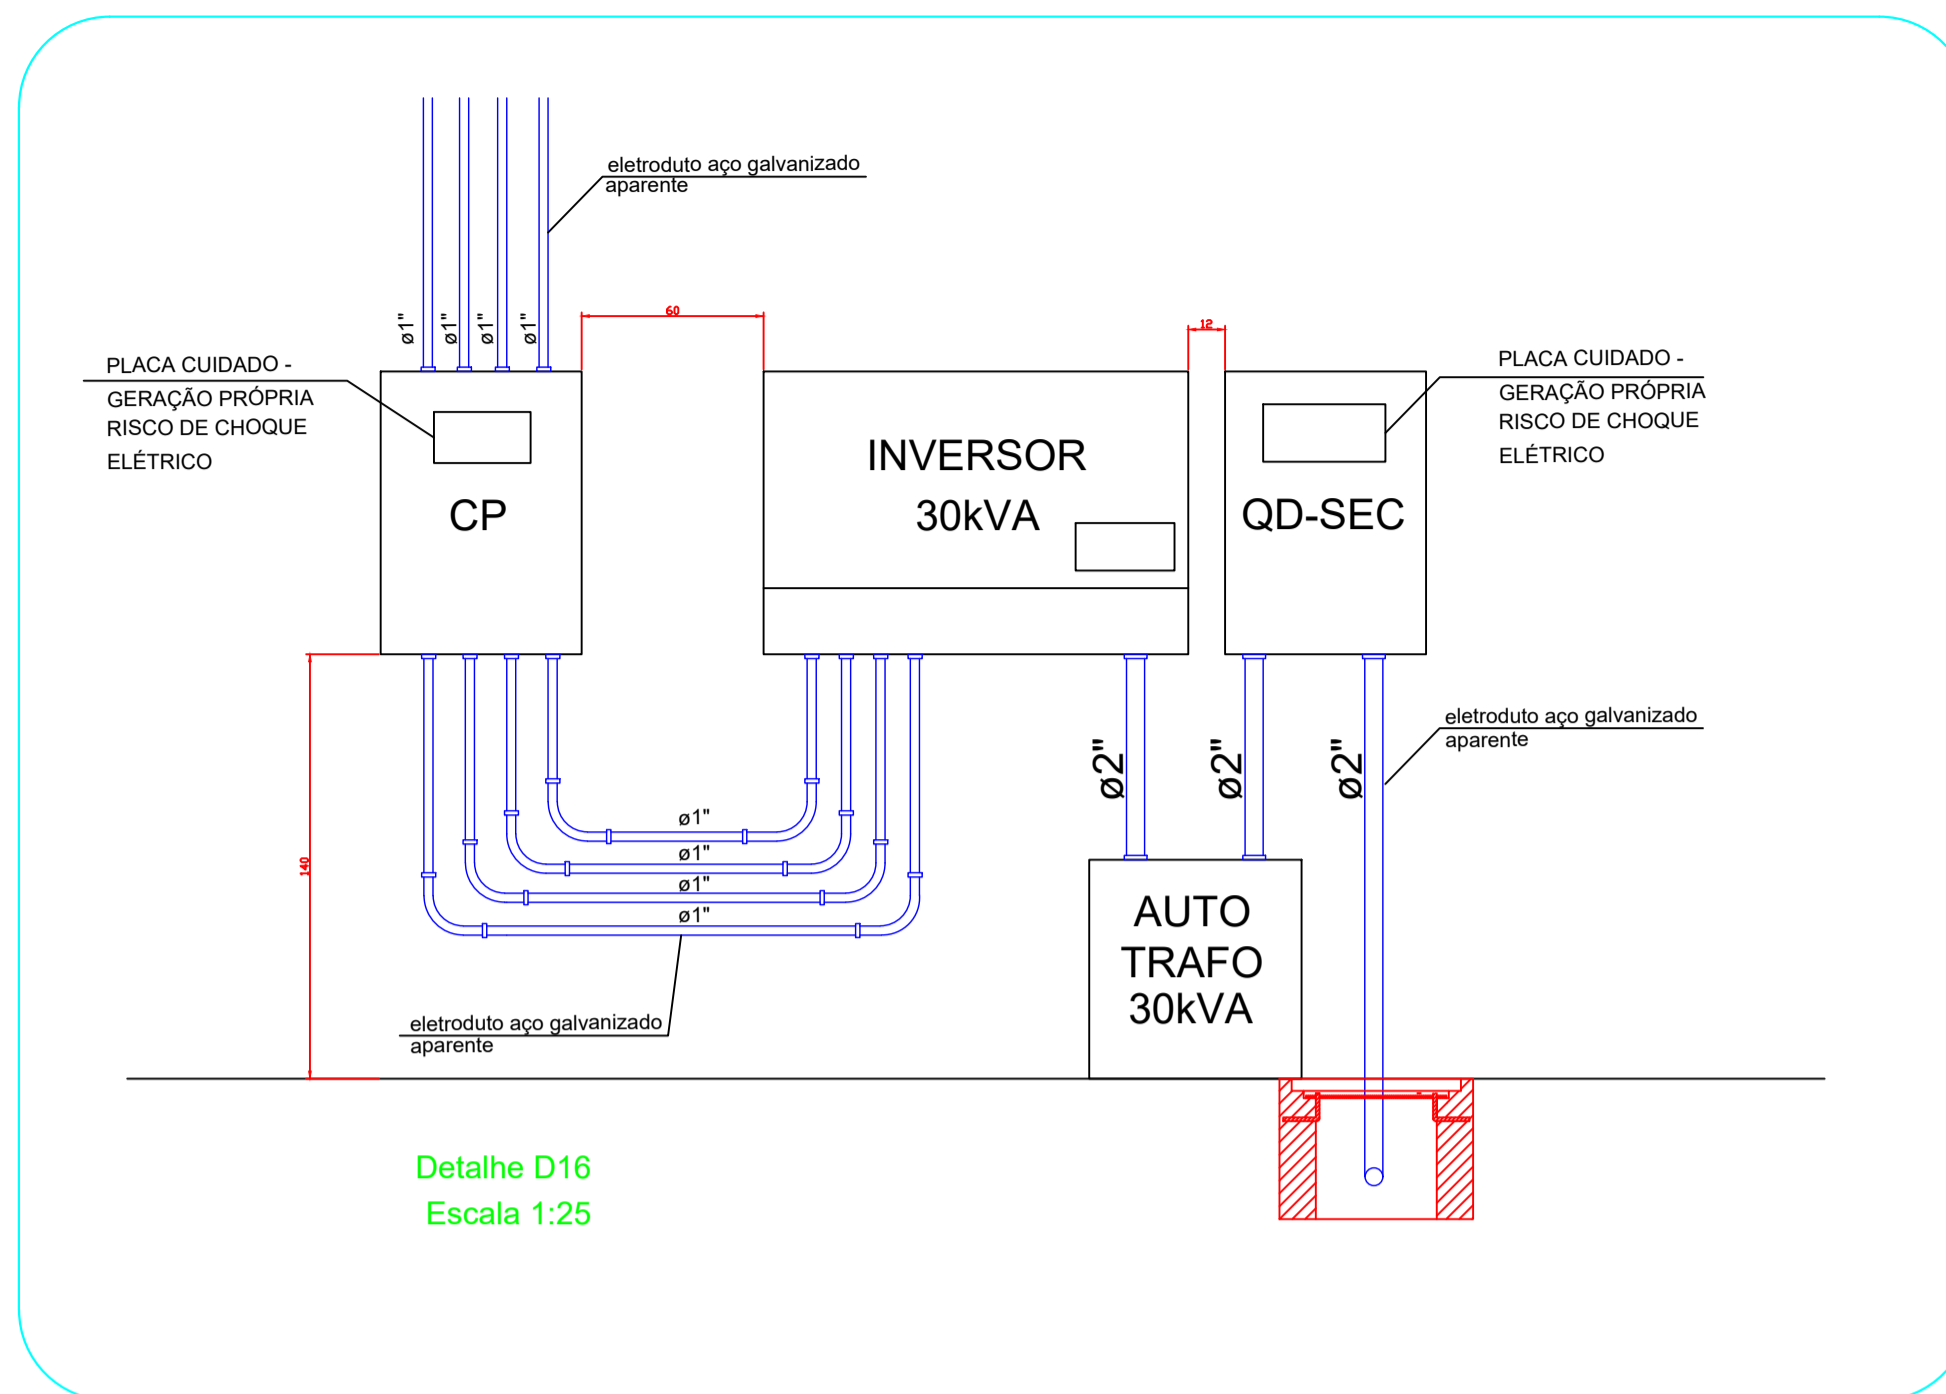 eletroduto aço galvanizado
aparente
ø1"
ø1"
ø1"
ø1"
60
12
PLACA CUIDADO -
GERAÇÃO PRÓPRIA
RISCO DE CHOQUE
ELÉTRICO
PLACA CUIDADO -
GERAÇÃO PRÓPRIA
RISCO DE CHOQUE
ELÉTRICO
CP
INVERSOR
30kVA
QD-SEC
eletroduto aço galvanizado
aparente
ø2"
ø2"
ø2"
ø1"
ø1"
ø1"
ø1"
140
AUTO
TRAFO
30kVA
eletroduto aço galvanizado
aparente
Detalhe D16
Escala 1:25